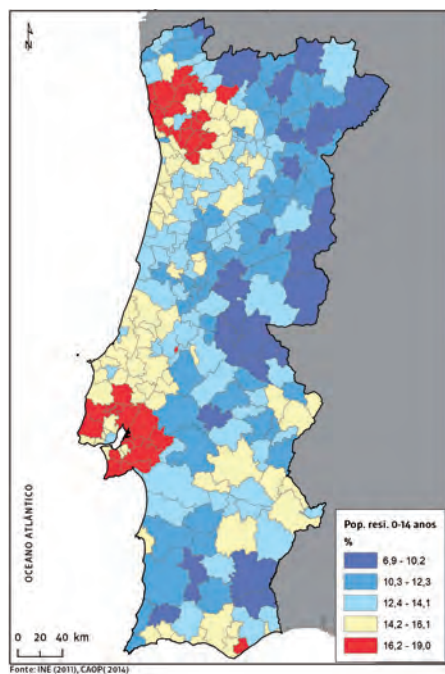 N
OCEANO ATLÂNTICO
Pop. resi. 0-14 anos
%
6,9 - 10,2
10,3 - 12,3
12,4 - 14,1
14,2 - 16,1
16,2 - 19,0
0 20 40
km
Fonte: INE (2011), CAOP( 2014)